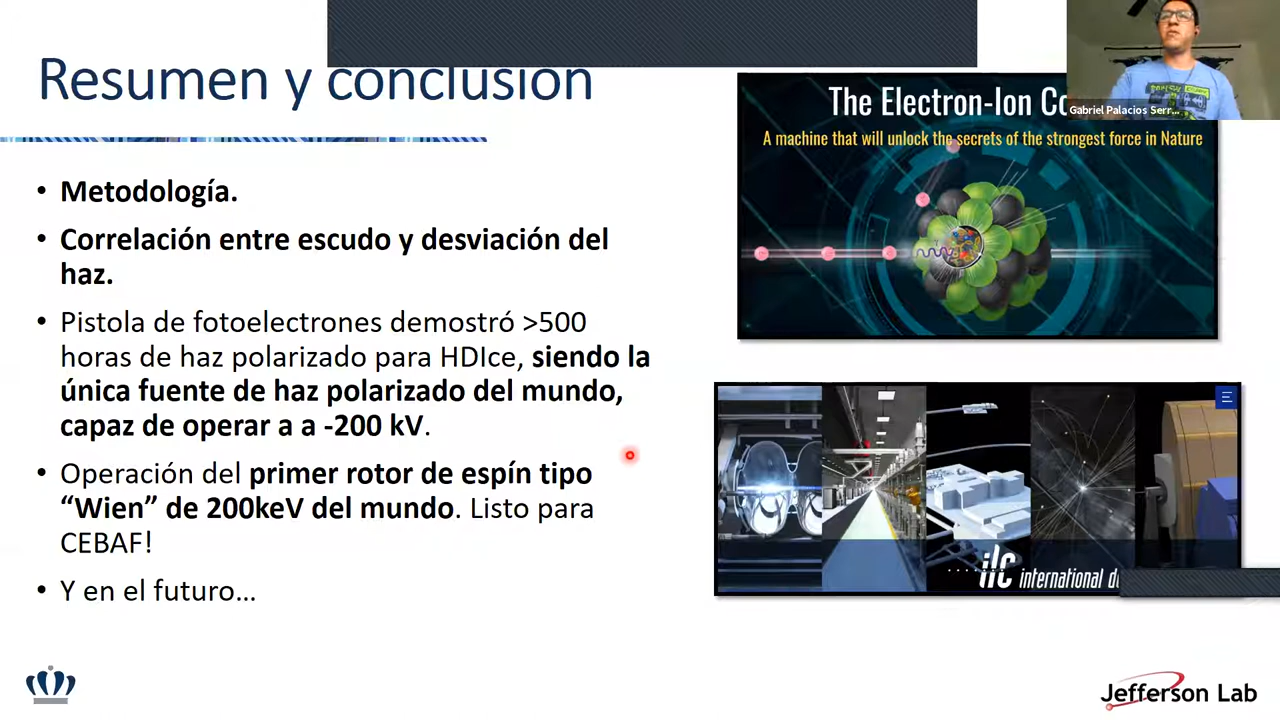 Resumen y conclusión
• Metodología.
• Correlación entre escudo y desviación del
haz.
• Pistola de fotoelectrones demostró >500
horas de haz polarizado para HDIce, siendo la
única fuente de haz polarizado del mundo,
capaz de operar a a -200 kV.
• Operación del primer rotor de espín tipo
“Wien” de 200keV del mundo. Listo para
CEBAF!
• Y en el futuro...
The Electron-Ion Co
A machine that will unlock the secrets of the strongest force in Nature
Gabriel Palacios Serr...
ilc international d
Jefferson Lab